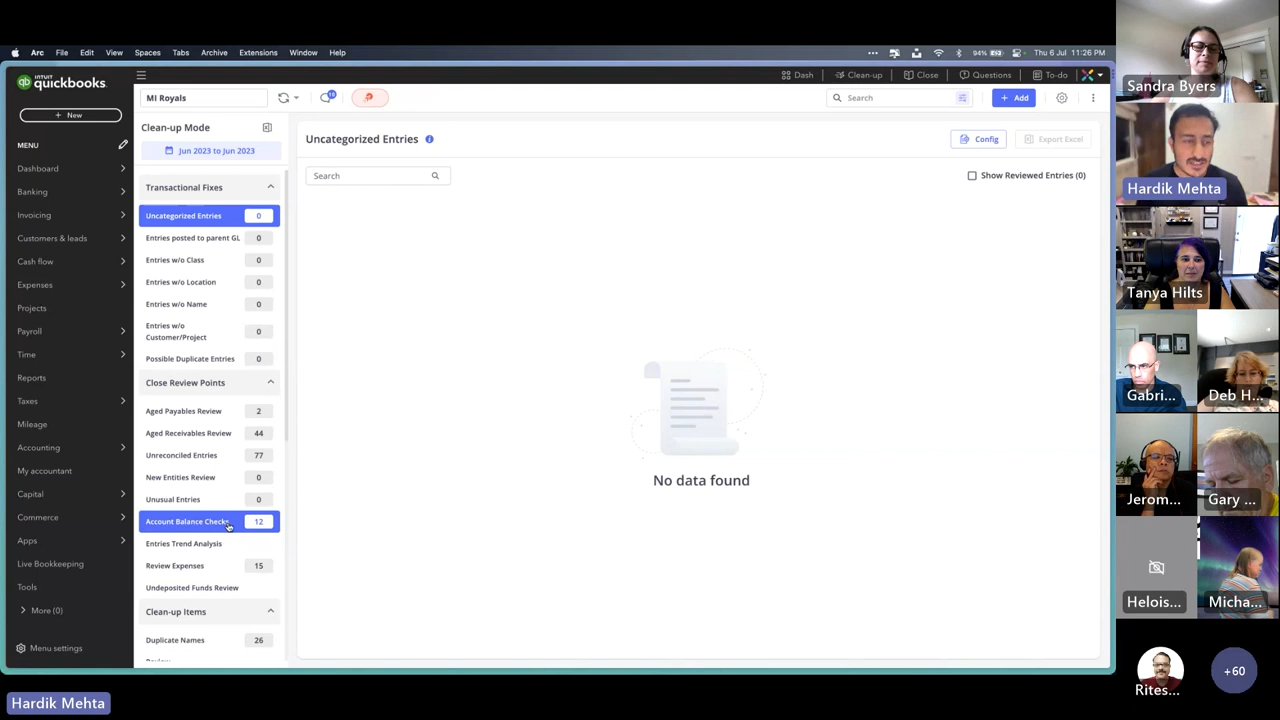 Arc File Edit View Spaces Tabs Archive Extensions Window Help
94% Thu 6 Jul 11:26 PM
INTUIT
quickbooks
+ New
MENU
Dashboard
Banking
Invoicing
Customers & leads
Cash flow
Expenses
Projects
Payroll
Time
Reports
Taxes
Mileage
Accounting
My accountant
Capital
Commerce
Apps
Live Bookkeeping
Tools
More (0)
Menu settings
Dash Clean-up Close Questions To-do
MI Royals
Search
+ Add
Clean-up Mode
Jun 2023 to Jun 2023
Transactional Fixes
Uncategorized Entries 0
Entries posted to parent GL 0
Entries w/o Class 0
Entries w/o Location 0
Entries w/o Name 0
Entries w/o
Customer/Project 0
Possible Duplicate Entries 0
Close Review Points
Aged Payables Review 2
Aged Receivables Review 44
Unreconciled Entries 77
New Entities Review 0
Unusual Entries 0
Account Balance Checks 12
Entries Trend Analysis
Review Expenses 15
Undeposited Funds Review
Clean-up Items
Duplicate Names 26
Uncategorized Entries
Config
Export Excel
Search
Show Reviewed Entries (0)
No data found
Sandra Byers
Hardik Mehta
Tanya Hilts
Gabri... Deb H...
Jerom... Gary ...
Helois... Micha...
Rites... +60
Hardik Mehta